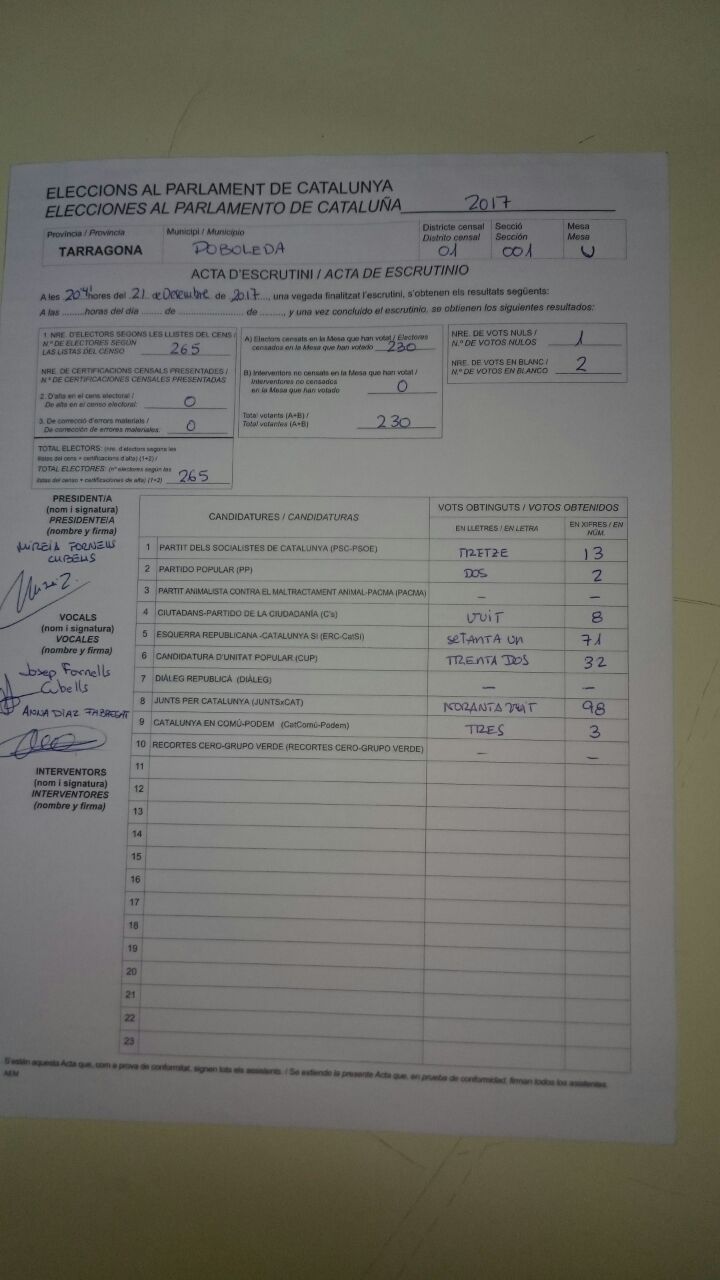 ELECCIONS AL PARLAMENT DE CATALUNYA
ELECCIONES AL PARLAMENTO DE CATALUÑA 2017
Província / Provincia
TARRAGONA
Municipi / Municipio
POBOLEDA
Districte censal
Distrito censal
01
Secció
Sección
001
Mesa
Mesa
U
ACTA D'ESCRUTINI / ACTA DE ESCRUTINIO
A les 20 41 hores del 21 de Desembre de 2017, una vegada finalitzat l'escrutini, s'obtenen els resultats següents:
A las ........horas del día ....... de ...................... de ........, y una vez concluido el escrutinio, se obtienen los siguientes resultados:
1. NRE. D'ELECTORS SEGONS LES LLISTES DEL CENS /
N.º DE ELECTORES SEGÚN
LAS LISTAS DEL CENSO 265
NRE. DE CERTIFICACIONS CENSALS PRESENTADES /
N.º DE CERTIFICACIONES CENSALES PRESENTADAS
2. D'alta en el cens electoral /
De alta en el censo electoral: 0
3. De correcció d'errors materials /
De corrección de errores materiales: 0
TOTAL ELECTORS: (nre. d'electors segons les
llistes del cens + certificacions d'alta) (1+2) /
TOTAL ELECTORES: (nº electores según las
listas del censo + certificaciones de alta) (1+2) 265
A) Electors censats en la Mesa que han votat / Electores
censados en la Mesa que han votado 230
B) Interventors no censats en la Mesa que han votat /
Interventores no censados
en la Mesa que han votado 0
Total votants (A+B) /
Total votantes (A+B) 230
NRE. DE VOTS NULS /
N.º DE VOTOS NULOS 1
NRE. DE VOTS EN BLANC /
N.º DE VOTOS EN BLANCO 2
PRESIDENT/A
(nom i signatura)
PRESIDENTE/A
(nombre y firma)
MIREIA FORNELLS
CUBELLS
VOCALS
(nom i signatura)
VOCALES
(nombre y firma)
Josep Fornells
Cubells
ANNA DÍAZ FABREGAT
INTERVENTORS
(nom i signatura)
INTERVENTORES
(nombre y firma)
CANDIDATURES / CANDIDATURAS
VOTS OBTINGUTS / VOTOS OBTENIDOS
EN LLETRES / EN LETRA
EN XIFRES / EN NÚM.
1 PARTIT DELS SOCIALISTES DE CATALUNYA (PSC-PSOE) TRETZE 13
2 PARTIDO POPULAR (PP) DOS 2
3 PARTIT ANIMALISTA CONTRA EL MALTRACTAMENT ANIMAL-PACMA (PACMA) – –
4 CIUTADANS-PARTIDO DE LA CIUDADANÍA (C's) VUIT 8
5 ESQUERRA REPUBLICANA -CATALUNYA SI (ERC-CatSi) SETANTA UN 71
6 CANDIDATURA D'UNITAT POPULAR (CUP) TRENTA DOS 32
7 DIÀLEG REPUBLICÀ (DIÀLEG) – –
8 JUNTS PER CATALUNYA (JUNTSxCAT) NORANTA VUIT 98
9 CATALUNYA EN COMÚ-PODEM (CatComú-Podem) TRES 3
10 RECORTES CERO-GRUPO VERDE (RECORTES CERO-GRUPO VERDE) – –
11
12
13
14
15
16
17
18
19
20
21
22
23
S'estén aquesta Acta que, com a prova de conformitat, signen tots els assistents. / Se extiende la presente Acta que, en prueba de conformidad, firman todos los asistentes.
AEM